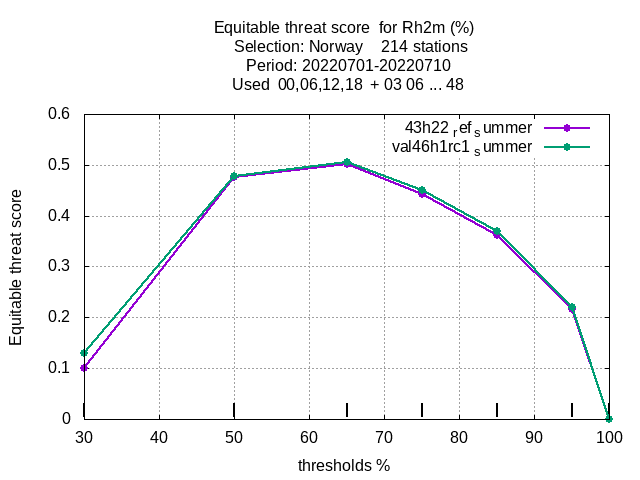 Equitable threat score  for Rh2m (%)
Selection: Norway    214 stations
Period: 20220701-20220710
Used  00,06,12,18  + 03 06 ... 48
0.6
43h22 ref summer
val46h1rc1 summer
0.5
0.4
Equitable threat score
0.3
0.2
0.1
0
30 40 50 60 70 80 90 100
thresholds %